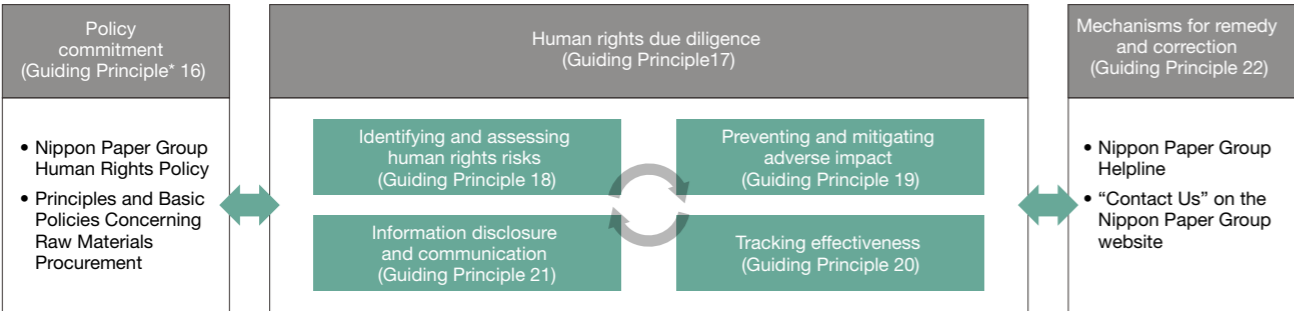 Policy
commitment
(Guiding Principle* 16)
• Nippon Paper Group
Human Rights Policy
• Principles and Basic
Policies Concerning
Raw Materials
Procurement
Human rights due diligence
(Guiding Principle17)
Identifying and assessing
human rights risks
(Guiding Principle 18)
Preventing and mitigating
adverse impact
(Guiding Principle 19)
Information disclosure
and communication
(Guiding Principle 21)
Tracking effectiveness
(Guiding Principle 20)
Mechanisms for remedy
and correction
(Guiding Principle 22)
• Nippon Paper Group
Helpline
• “Contact Us” on the
Nippon Paper Group
website